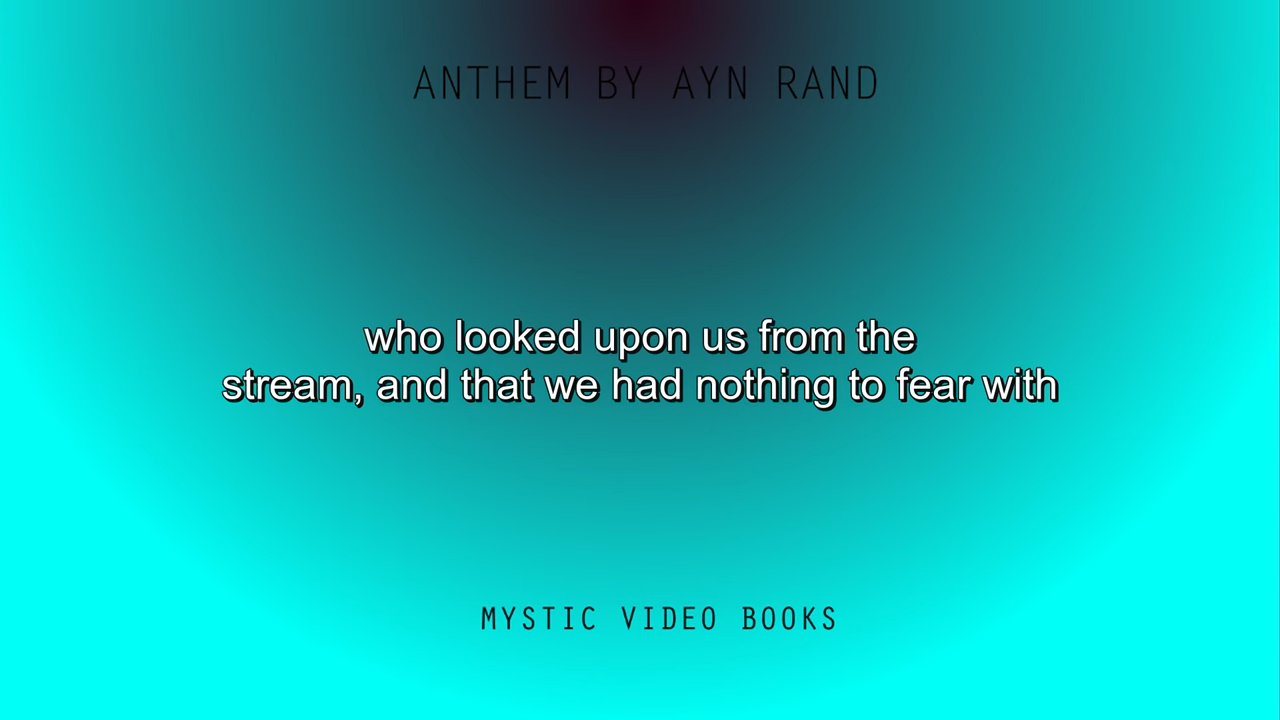 ANTHEM BY AYN RAND
who looked upon us from the
stream, and that we had nothing to fear with
MYSTIC VIDEO BOOKS